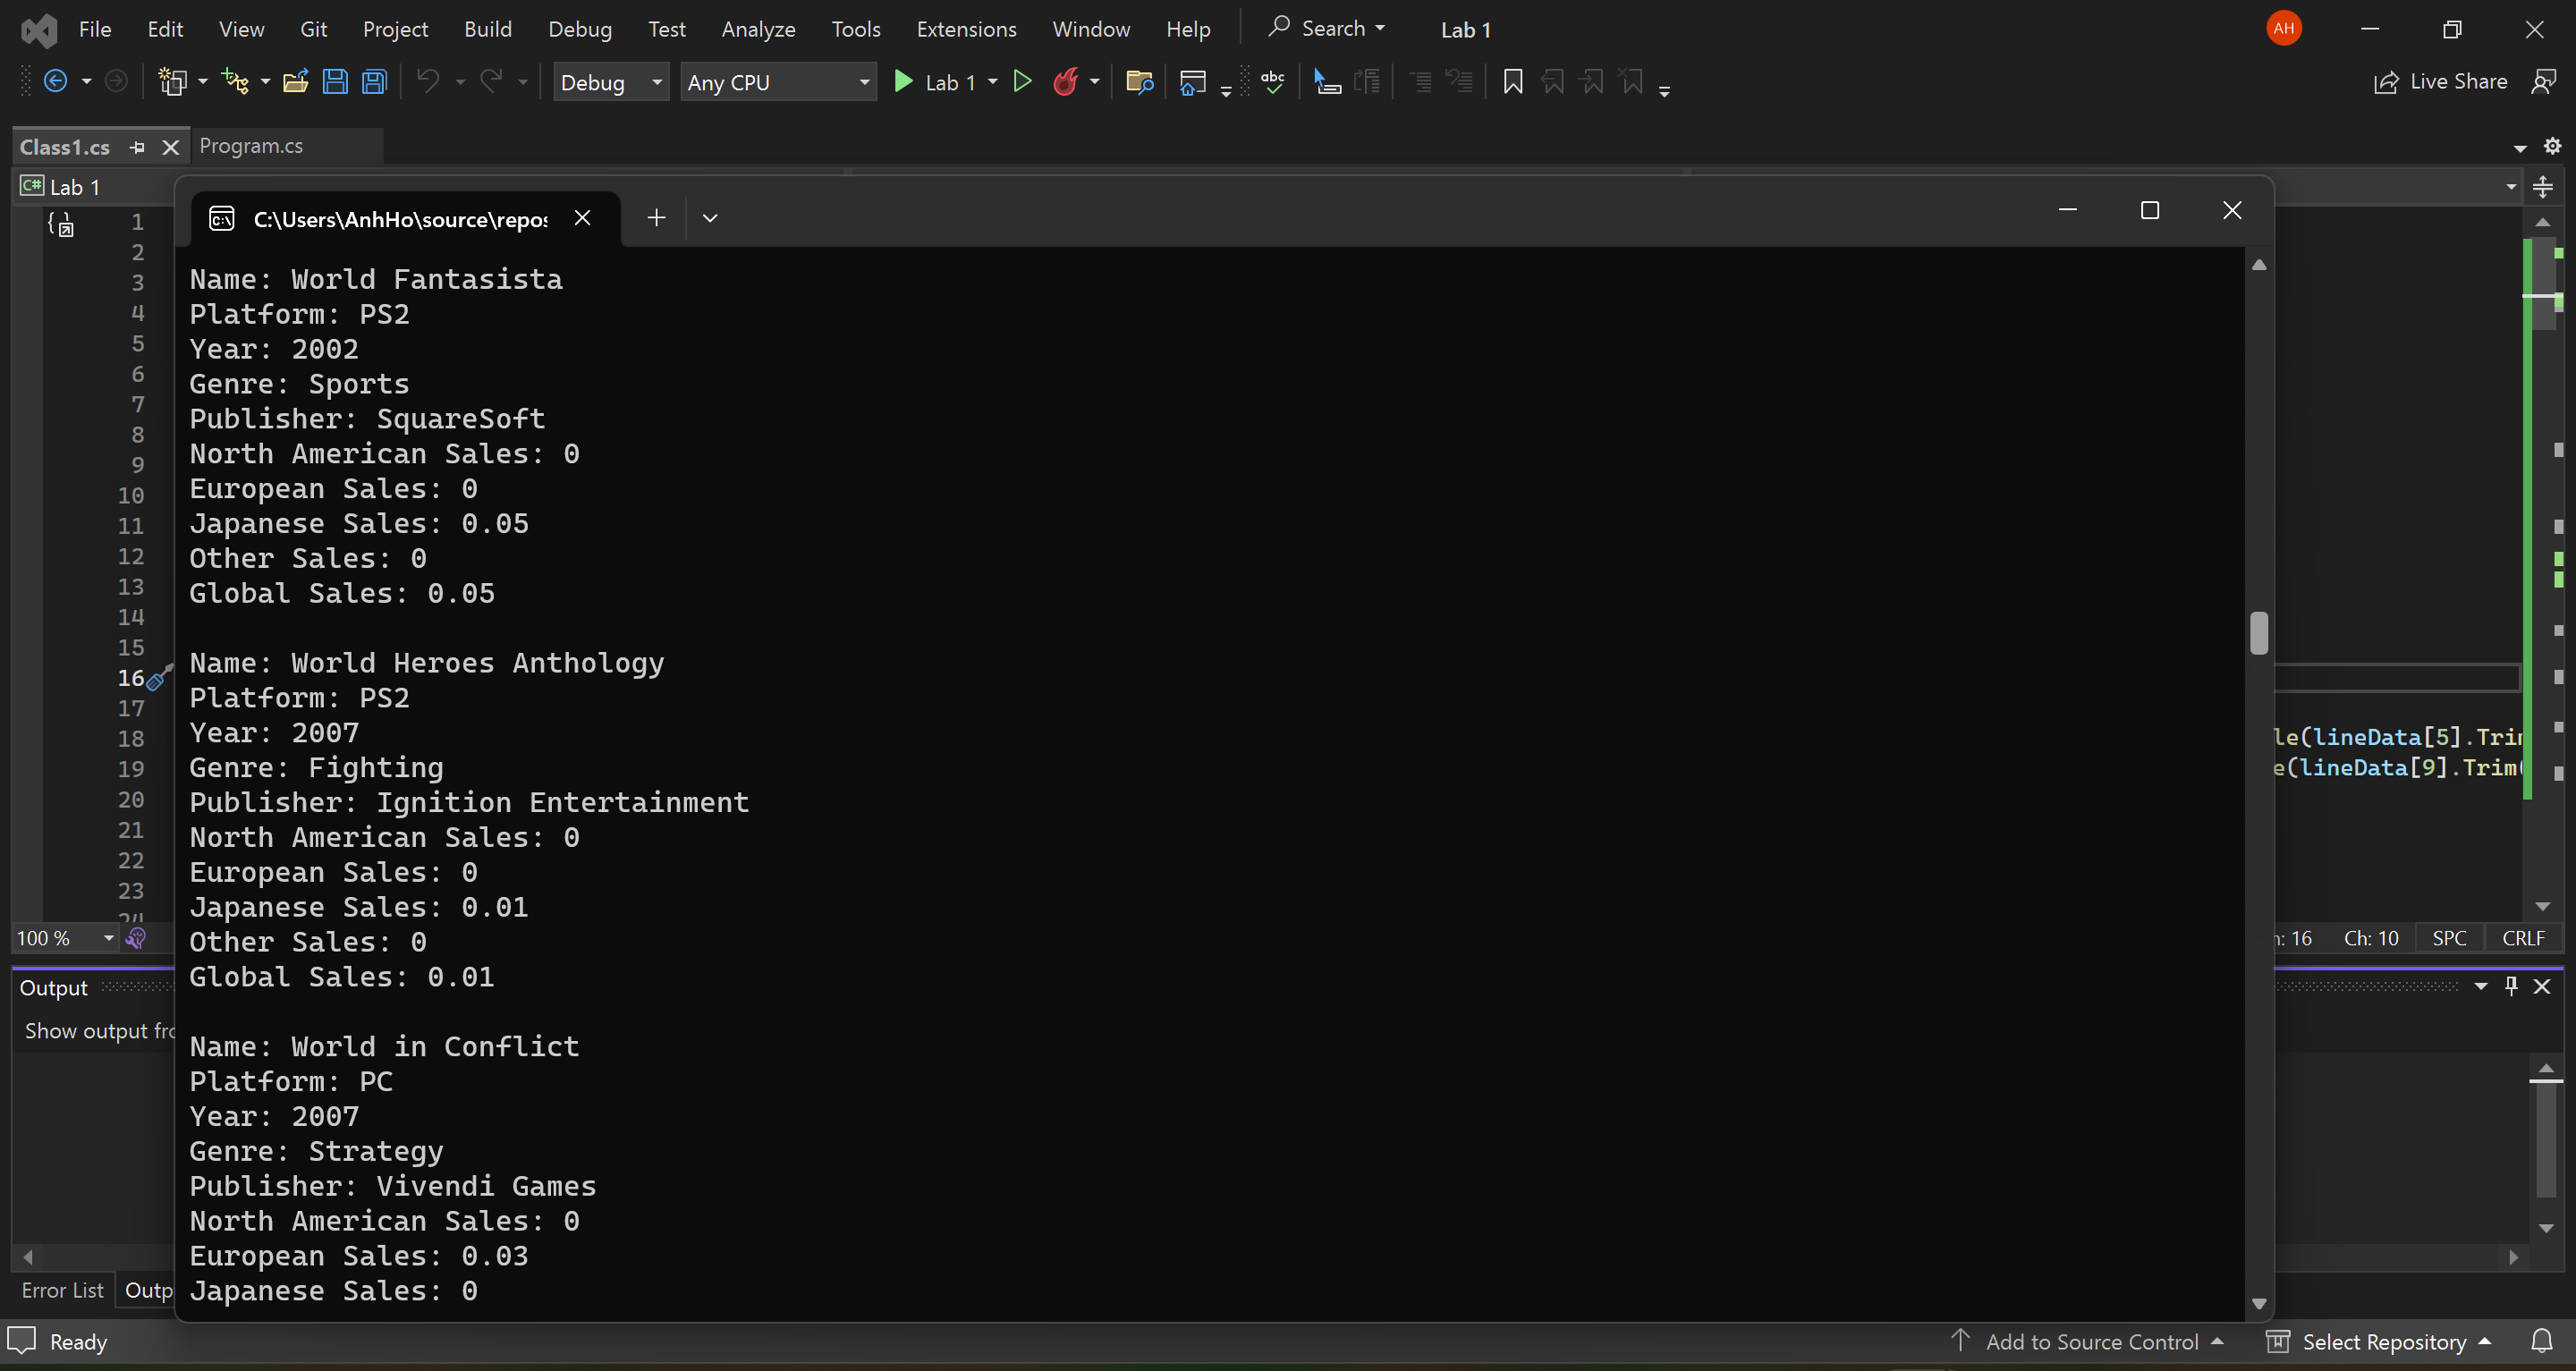 File Edit View Git Project Build Debug Test Analyze Tools Extensions Window Help Search Lab 1 AH
Debug Any CPU Lab 1 abc Live Share
Class1.cs Program.cs
C# Lab 1
C:\Users\AnhHo\source\repos
1
2
3
4
5
6
7
8
9
10
11
12
13
14
15
16
17
18
19
20
21
22
23
24
Name: World Fantasista
Platform: PS2
Year: 2002
Genre: Sports
Publisher: SquareSoft
North American Sales: 0
European Sales: 0
Japanese Sales: 0.05
Other Sales: 0
Global Sales: 0.05
Name: World Heroes Anthology
Platform: PS2
Year: 2007
Genre: Fighting
Publisher: Ignition Entertainment
North American Sales: 0
European Sales: 0
Japanese Sales: 0.01
Other Sales: 0
Global Sales: 0.01
Name: World in Conflict
Platform: PC
Year: 2007
Genre: Strategy
Publisher: Vivendi Games
North American Sales: 0
European Sales: 0.03
Japanese Sales: 0
le(lineData[5].Trim
e(lineData[9].Trim(
100 % : 16 Ch: 10 SPC CRLF
Output
Show output fro
Error List Outp
Ready Add to Source Control Select Repository